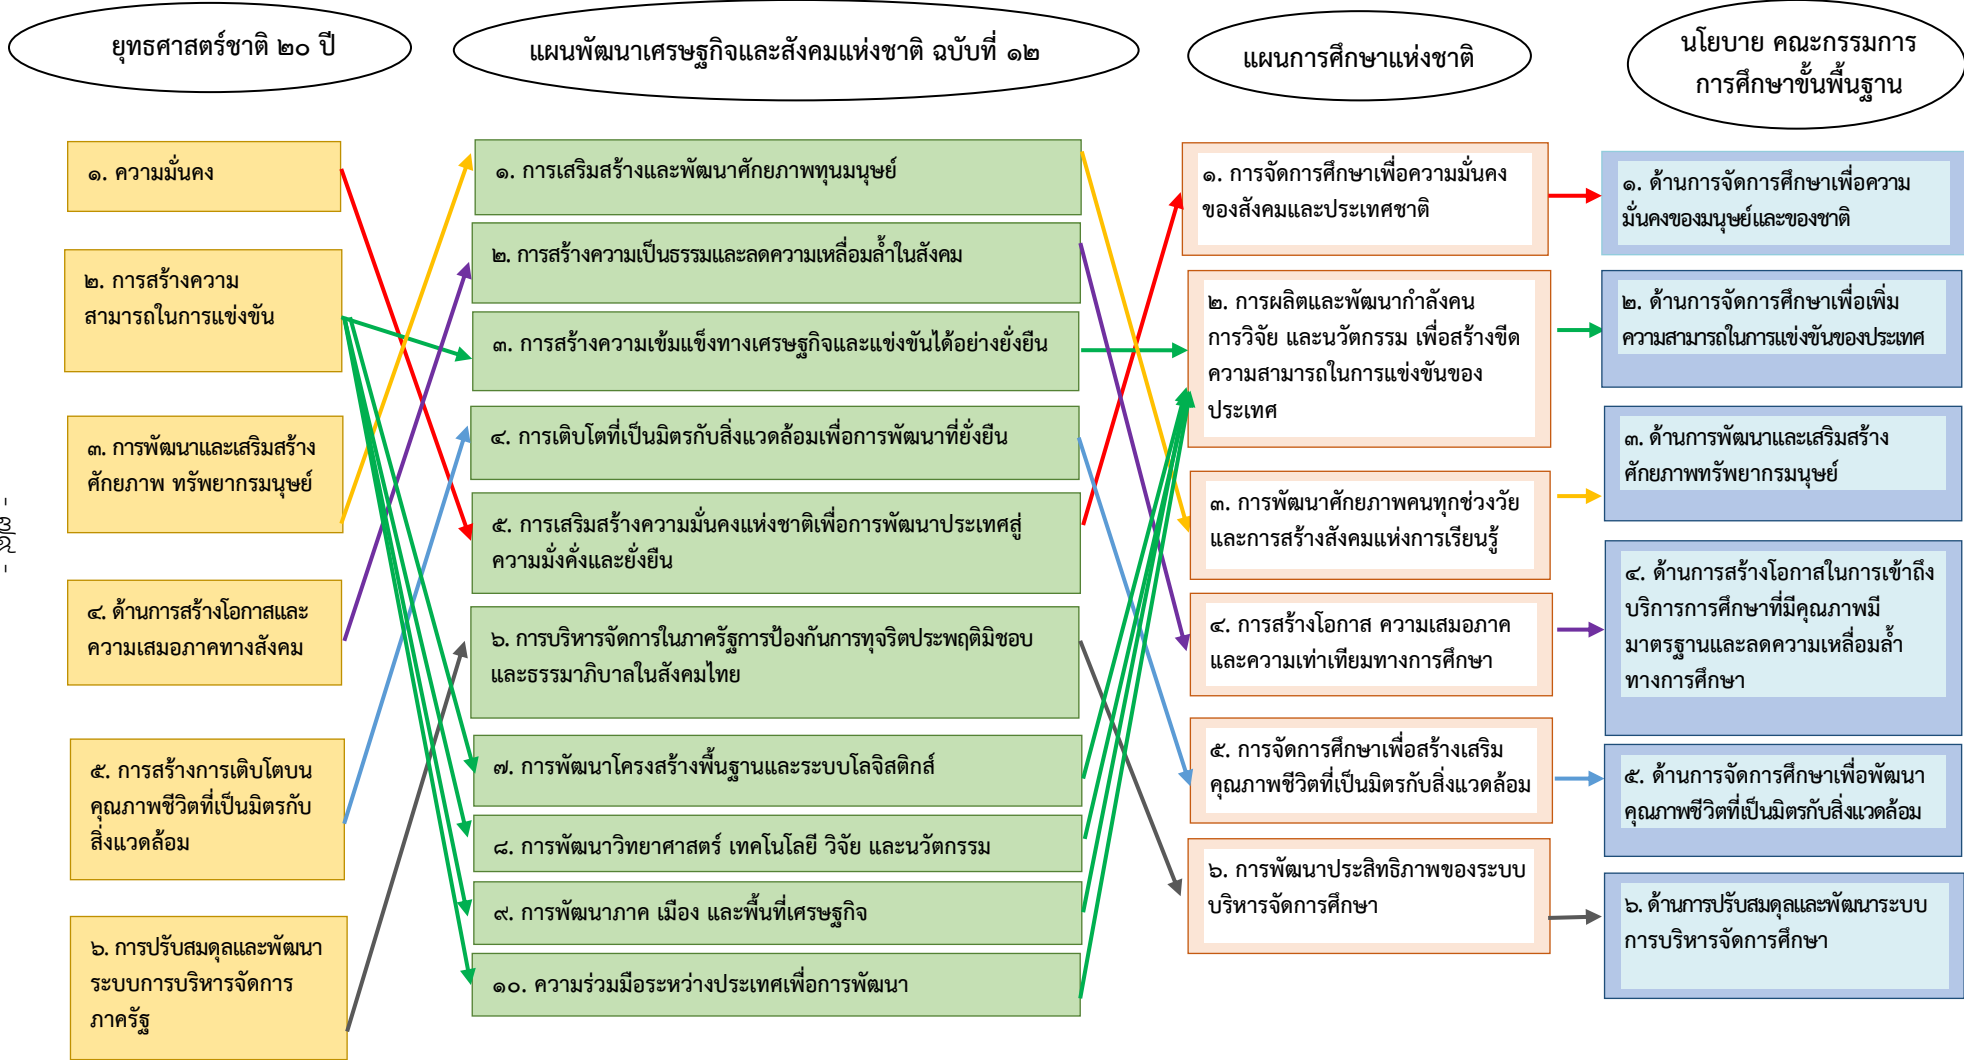 ยุทธศาสตร์ชาติ ๒๐ ปี
แผนพัฒนาเศรษฐกิจและสังคมแห่งชาติ ฉบับที่ ๑๒
แผนการศึกษาแห่งชาติ
นโยบาย คณะกรรมการ
การศึกษาขั้นพื้นฐาน
๑. ความมั่นคง
๒. การสร้างความ
สามารถในการแข่งขัน
๓. การพัฒนาและเสริมสร้าง
ศักยภาพ ทรัพยากรมนุษย์
๔. ด้านการสร้างโอกาสและ
ความเสมอภาคทางสังคม
๕. การสร้างการเติบโตบน
คุณภาพชีวิตที่เป็นมิตรกับ
สิ่งแวดล้อม
๖. การปรับสมดุลและพัฒนา
ระบบการบริหารจัดการ
ภาครัฐ
๑. การเสริมสร้างและพัฒนาศักยภาพทุนมนุษย์
๒. การสร้างความเป็นธรรมและลดความเหลื่อมล้ำในสังคม
๓. การสร้างความเข้มแข็งทางเศรษฐกิจและแข่งขันได้อย่างยั่งยืน
๔. การเติบโตที่เป็นมิตรกับสิ่งแวดล้อมเพื่อการพัฒนาที่ยั่งยืน
๕. การเสริมสร้างความมั่นคงแห่งชาติเพื่อการพัฒนาประเทศสู่
ความมั่งคั่งและยั่งยืน
๖. การบริหารจัดการในภาครัฐการป้องกันการทุจริตประพฤติมิชอบ
และธรรมาภิบาลในสังคมไทย
๗. การพัฒนาโครงสร้างพื้นฐานและระบบโลจิสติกส์
๘. การพัฒนาวิทยาศาสตร์ เทคโนโลยี วิจัย และนวัตกรรม
๙. การพัฒนาภาค เมือง และพื้นที่เศรษฐกิจ
๑๐. ความร่วมมือระหว่างประเทศเพื่อการพัฒนา
๑. การจัดการศึกษาเพื่อความมั่นคง
ของสังคมและประเทศชาติ
๒. การผลิตและพัฒนากำลังคน
การวิจัย และนวัตกรรม เพื่อสร้างขีด
ความสามารถในการแข่งขันของ
ประเทศ
๓. การพัฒนาศักยภาพคนทุกช่วงวัย
และการสร้างสังคมแห่งการเรียนรู้
๔. การสร้างโอกาส ความเสมอภาค
และความเท่าเทียมทางการศึกษา
๕. การจัดการศึกษาเพื่อสร้างเสริม
คุณภาพชีวิตที่เป็นมิตรกับสิ่งแวดล้อม
๖. การพัฒนาประสิทธิภาพของระบบ
บริหารจัดการศึกษา
๑. ด้านการจัดการศึกษาเพื่อความ
มั่นคงของมนุษย์และของชาติ
๒. ด้านการจัดการศึกษาเพื่อเพิ่ม
ความสามารถในการแข่งขันของประเทศ
๓. ด้านการพัฒนาและเสริมสร้าง
ศักยภาพทรัพยากรมนุษย์
๔. ด้านการสร้างโอกาสในการเข้าถึง
บริการการศึกษาที่มีคุณภาพมี
มาตรฐานและลดความเหลื่อมล้ำ
ทางการศึกษา
๕. ด้านการจัดการศึกษาเพื่อพัฒนา
คุณภาพชีวิตที่เป็นมิตรกับสิ่งแวดล้อม
๖. ด้านการปรับสมดุลและพัฒนาระบบ
การบริหารจัดการศึกษา